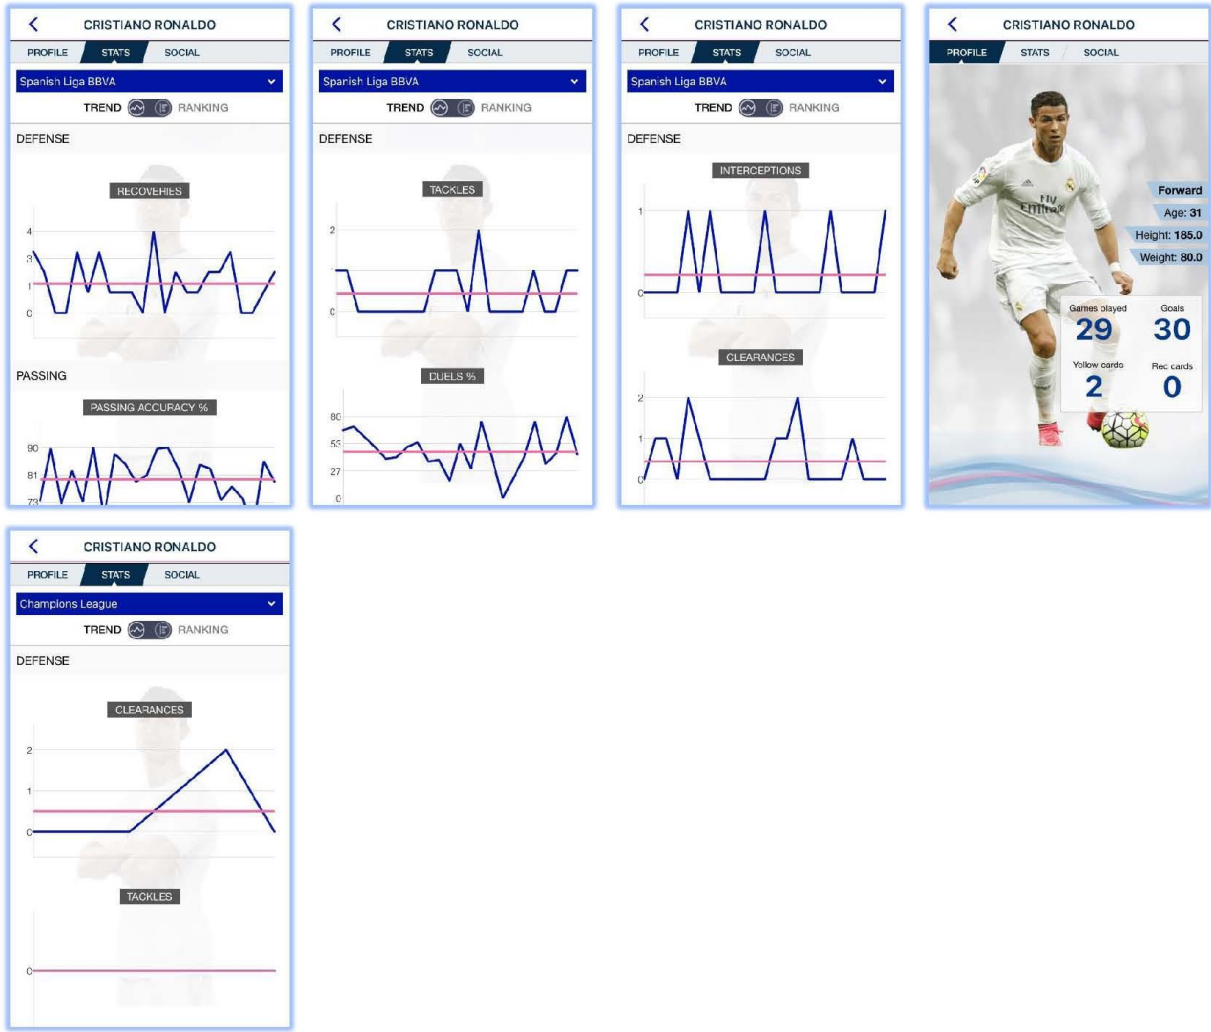 CRISTIANO RONALDO
PROFILE STATS SOCIAL
Spanish Liga BBVA
TREND RANKING
DEFENSE
RECOVERIES
4
3
1
0
PASSING
PASSING ACCURACY %
90
81
73
CRISTIANO RONALDO
PROFILE STATS SOCIAL
Spanish Liga BBVA
TREND RANKING
DEFENSE
TACKLES
2
0
DUELS %
80
53
27
0
CRISTIANO RONALDO
PROFILE STATS SOCIAL
Spanish Liga BBVA
TREND RANKING
DEFENSE
INTERCEPTIONS
1
0
CLEARANCES
2
1
0
CRISTIANO RONALDO
PROFILE STATS SOCIAL
Fly
Emirates
Forward
Age: 31
Height: 185.0
Weight: 80.0
Games played Goals
29 30
Yellow cards Red cards
2 0
CRISTIANO RONALDO
PROFILE STATS SOCIAL
Champions League
TREND RANKING
DEFENSE
CLEARANCES
2
1
0
TACKLES
0